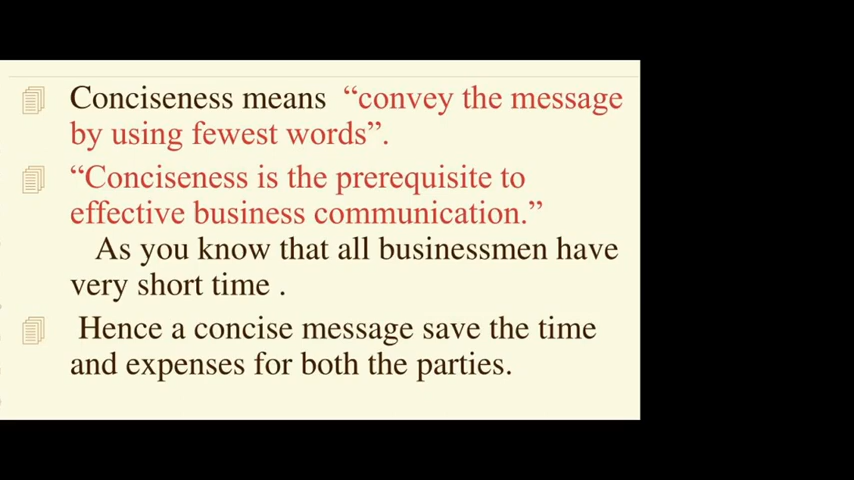 Conciseness means “convey the message
by using fewest words”.
“Conciseness is the prerequisite to
effective business communication.”
As you know that all businessmen have
very short time .
Hence a concise message save the time
and expenses for both the parties.